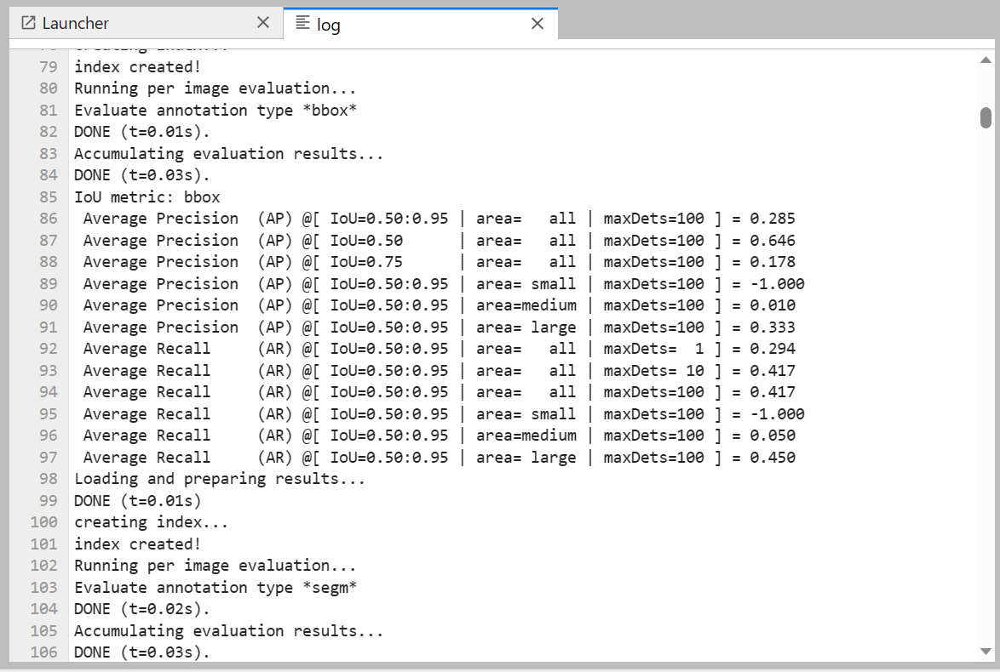 Launcher
log
79 index created!
80 Running per image evaluation...
81 Evaluate annotation type *bbox*
82 DONE (t=0.01s).
83 Accumulating evaluation results...
84 DONE (t=0.03s).
85 IoU metric: bbox
86  Average Precision  (AP) @[ IoU=0.50:0.95 | area=   all | maxDets=100 ] = 0.285
87  Average Precision  (AP) @[ IoU=0.50      | area=   all | maxDets=100 ] = 0.646
88  Average Precision  (AP) @[ IoU=0.75      | area=   all | maxDets=100 ] = 0.178
89  Average Precision  (AP) @[ IoU=0.50:0.95 | area= small | maxDets=100 ] = -1.000
90  Average Precision  (AP) @[ IoU=0.50:0.95 | area=medium | maxDets=100 ] = 0.010
91  Average Precision  (AP) @[ IoU=0.50:0.95 | area= large | maxDets=100 ] = 0.333
92  Average Recall     (AR) @[ IoU=0.50:0.95 | area=   all | maxDets=  1 ] = 0.294
93  Average Recall     (AR) @[ IoU=0.50:0.95 | area=   all | maxDets= 10 ] = 0.417
94  Average Recall     (AR) @[ IoU=0.50:0.95 | area=   all | maxDets=100 ] = 0.417
95  Average Recall     (AR) @[ IoU=0.50:0.95 | area= small | maxDets=100 ] = -1.000
96  Average Recall     (AR) @[ IoU=0.50:0.95 | area=medium | maxDets=100 ] = 0.050
97  Average Recall     (AR) @[ IoU=0.50:0.95 | area= large | maxDets=100 ] = 0.450
98 Loading and preparing results...
99 DONE (t=0.01s)
100 creating index...
101 index created!
102 Running per image evaluation...
103 Evaluate annotation type *segm*
104 DONE (t=0.02s).
105 Accumulating evaluation results...
106 DONE (t=0.03s).